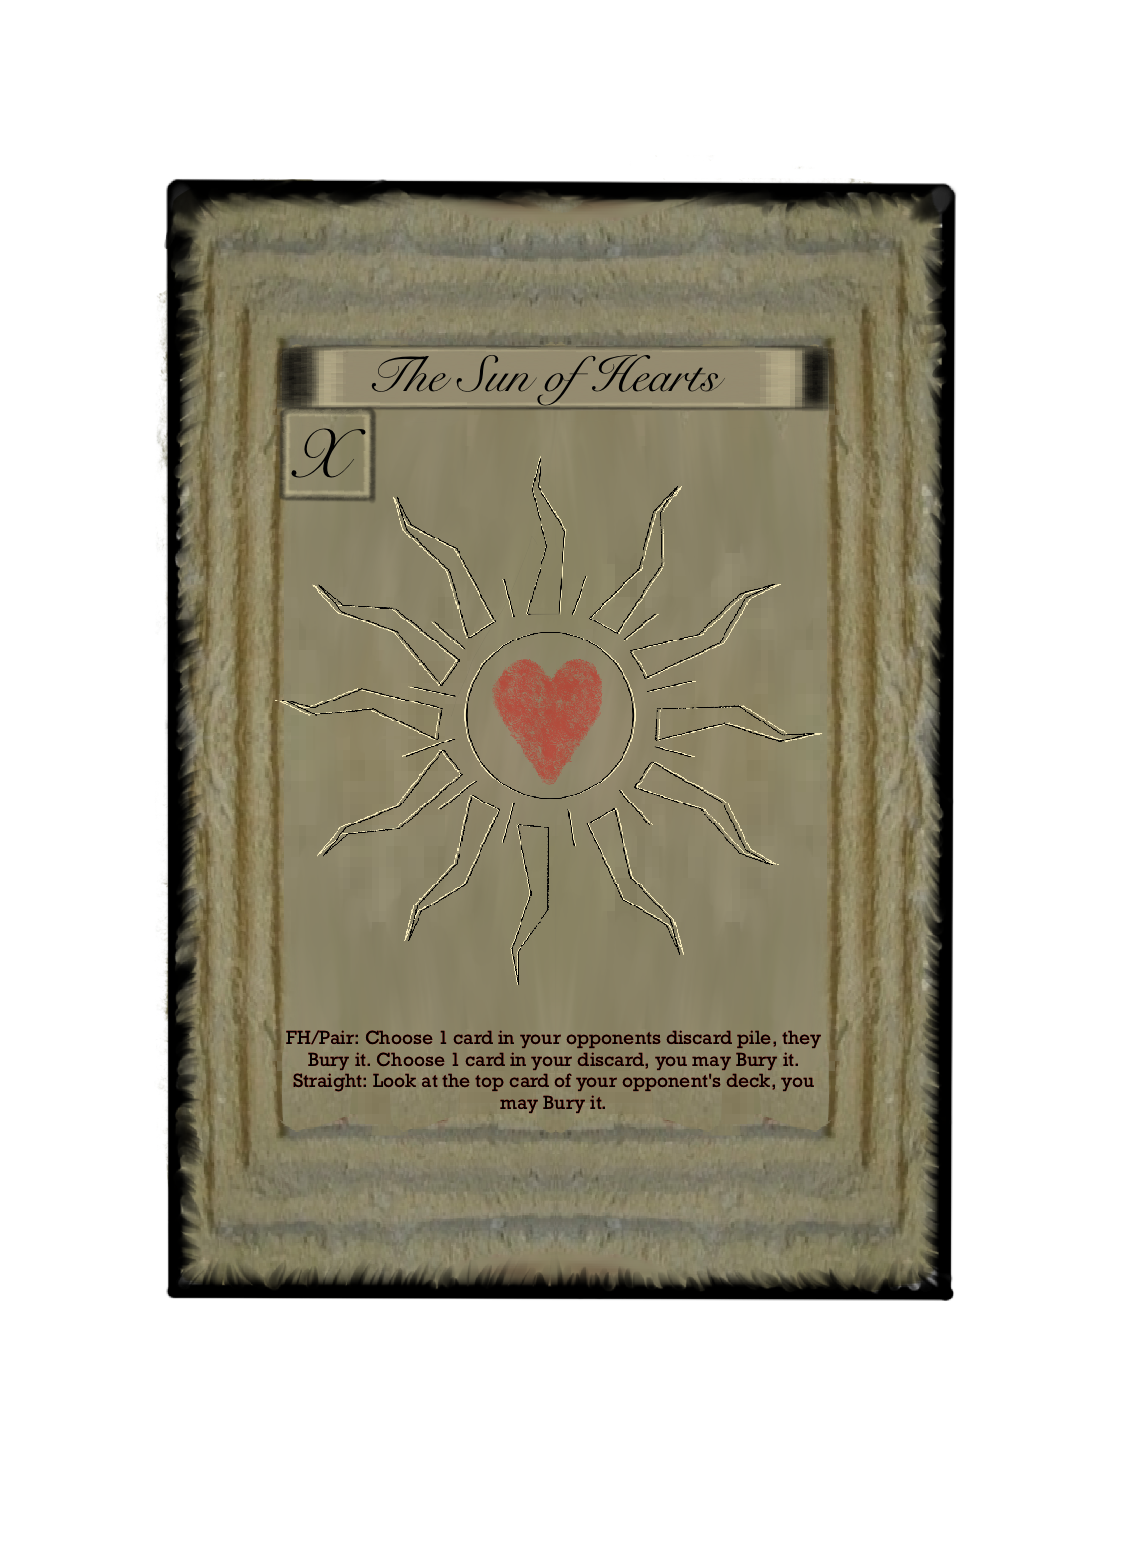 The Sun of Hearts
X
FH/Pair: Choose 1 card in your opponents discard pile, they
Bury it. Choose 1 card in your discard, you may Bury it.
Straight: Look at the top card of your opponent's deck, you
may Bury it.